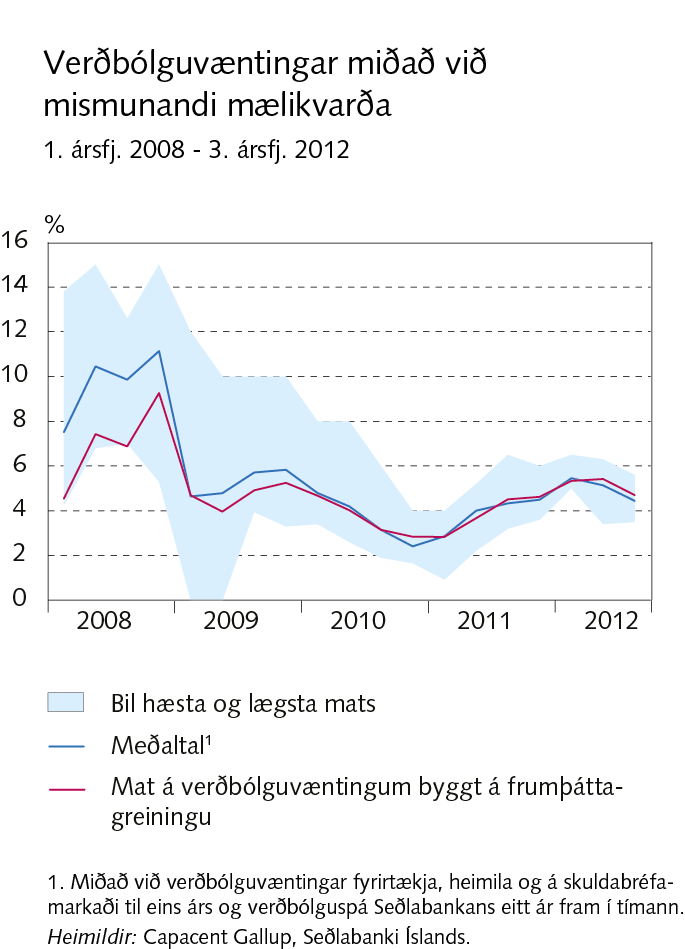 Verðbólguvæntingar miðað við
mismunandi mælikvarða
1. ársfj. 2008 - 3. ársfj. 2012
%
16
14
12
10
8
6
4
2
0
2008 2009 2010 2011 2012
Bil hæsta og lægsta mats
Meðaltal¹
Mat á verðbólguvæntingum byggt á frumþátta-
greiningu
1. Miðað við verðbólguvæntingar fyrirtækja, heimila og á skuldabréfa-
markaði til eins árs og verðbólguspá Seðlabankans eitt ár fram í tímann.
Heimildir: Capacent Gallup, Seðlabanki Íslands.